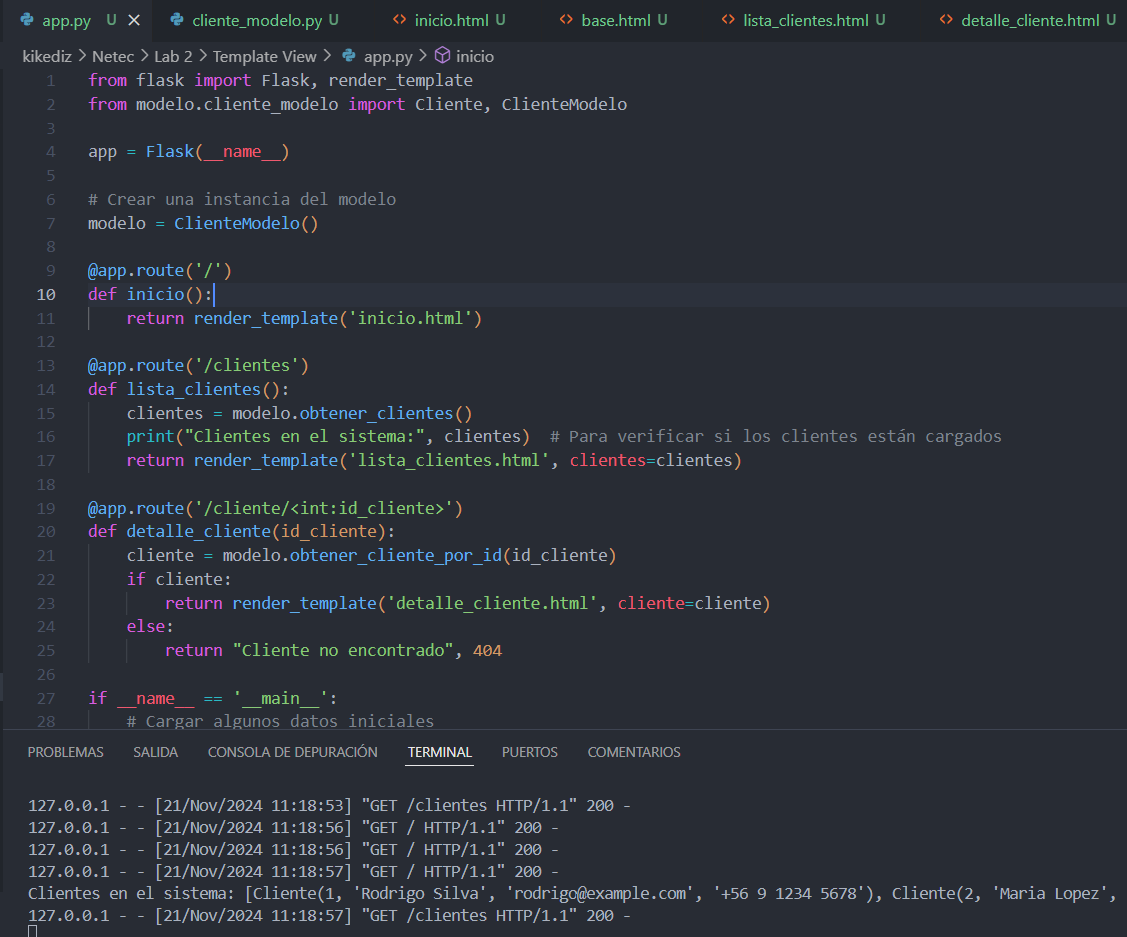 app.py U
cliente_modelo.py U
inicio.html U
base.html U
lista_clientes.html U
detalle_cliente.html U
kikediz > Netec > Lab 2 > Template View > app.py > inicio
1 from flask import Flask, render_template
2 from modelo.cliente_modelo import Cliente, ClienteModelo
3
4 app = Flask(__name__)
5
6 # Crear una instancia del modelo
7 modelo = ClienteModelo()
8
9 @app.route('/')
10 def inicio():
11     return render_template('inicio.html')
12
13 @app.route('/clientes')
14 def lista_clientes():
15     clientes = modelo.obtener_clientes()
16     print("Clientes en el sistema:", clientes)  # Para verificar si los clientes están cargados
17     return render_template('lista_clientes.html', clientes=clientes)
18
19 @app.route('/cliente/<int:id_cliente>')
20 def detalle_cliente(id_cliente):
21     cliente = modelo.obtener_cliente_por_id(id_cliente)
22     if cliente:
23         return render_template('detalle_cliente.html', cliente=cliente)
24     else:
25         return "Cliente no encontrado", 404
26
27 if __name__ == '__main__':
28     # Cargar algunos datos iniciales
PROBLEMAS SALIDA CONSOLA DE DEPURACIÓN TERMINAL PUERTOS COMENTARIOS
127.0.0.1 - - [21/Nov/2024 11:18:53] "GET /clientes HTTP/1.1" 200 -
127.0.0.1 - - [21/Nov/2024 11:18:56] "GET / HTTP/1.1" 200 -
127.0.0.1 - - [21/Nov/2024 11:18:56] "GET / HTTP/1.1" 200 -
127.0.0.1 - - [21/Nov/2024 11:18:57] "GET / HTTP/1.1" 200 -
Clientes en el sistema: [Cliente(1, 'Rodrigo Silva', 'rodrigo@example.com', '+56 9 1234 5678'), Cliente(2, 'Maria Lopez',
127.0.0.1 - - [21/Nov/2024 11:18:57] "GET /clientes HTTP/1.1" 200 -